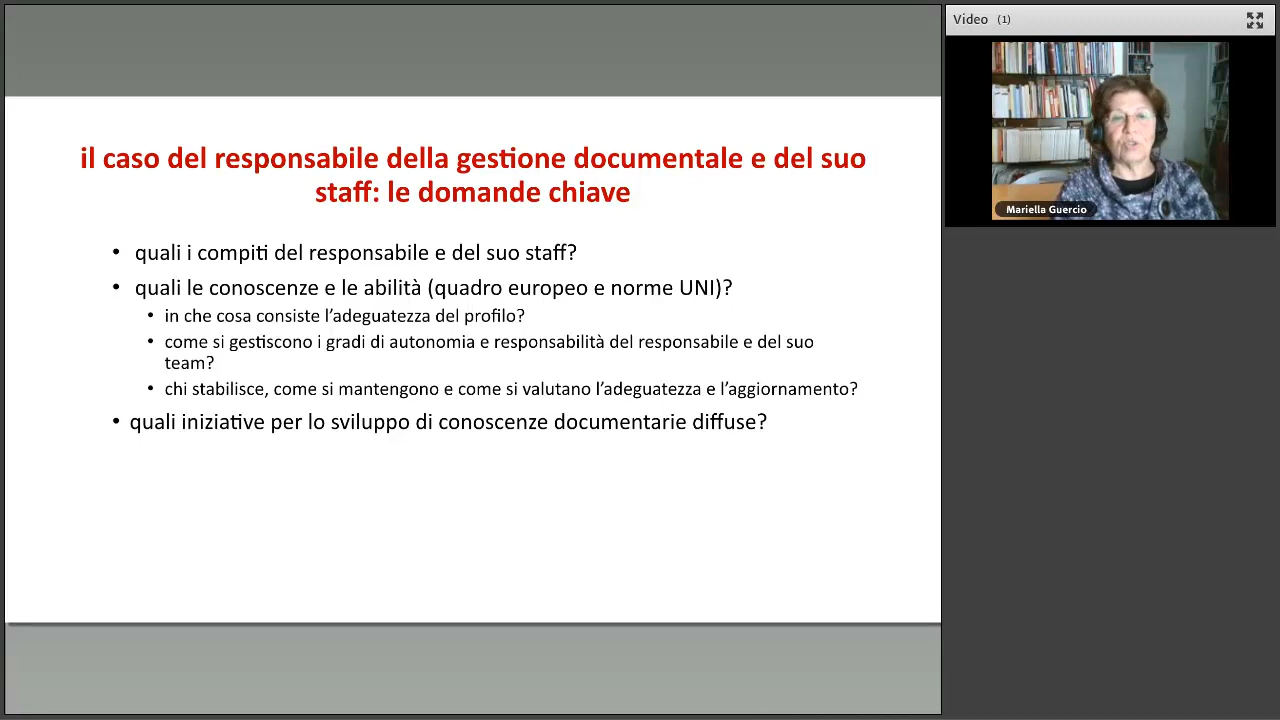 Video (1)
Mariella Guercio
il caso del responsabile della gestione documentale e del suo
staff: le domande chiave
• quali i compiti del responsabile e del suo staff?
• quali le conoscenze e le abilità (quadro europeo e norme UNI)?
• in che cosa consiste l’adeguatezza del profilo?
• come si gestiscono i gradi di autonomia e responsabilità del responsabile e del suo
team?
• chi stabilisce, come si mantengono e come si valutano l’adeguatezza e l’aggiornamento?
• quali iniziative per lo sviluppo di conoscenze documentarie diffuse?